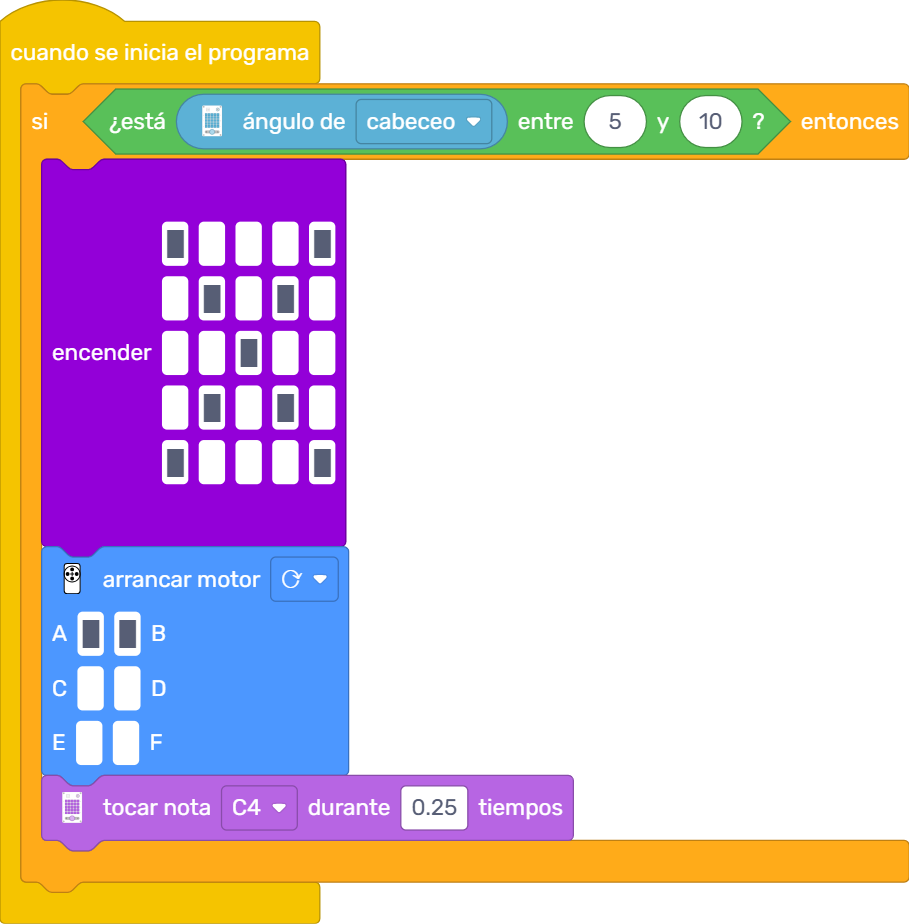 cuando se inicia el programa
si ¿está ángulo de cabeceo entre 5 y 10 ? entonces
encender
arrancar motor
A B
C D
E F
tocar nota C4 durante 0.25 tiempos